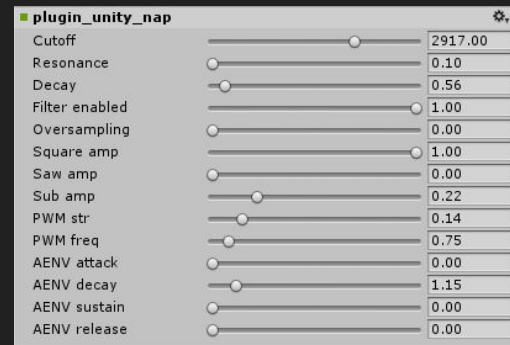 plugin_unity_nap
Cutoff 2917.00
Resonance 0.10
Decay 0.56
Filter enabled 1.00
Oversampling 0.00
Square amp 1.00
Saw amp 0.00
Sub amp 0.22
PWM str 0.14
PWM freq 0.75
AENV attack 0.00
AENV decay 1.15
AENV sustain 0.00
AENV release 0.00